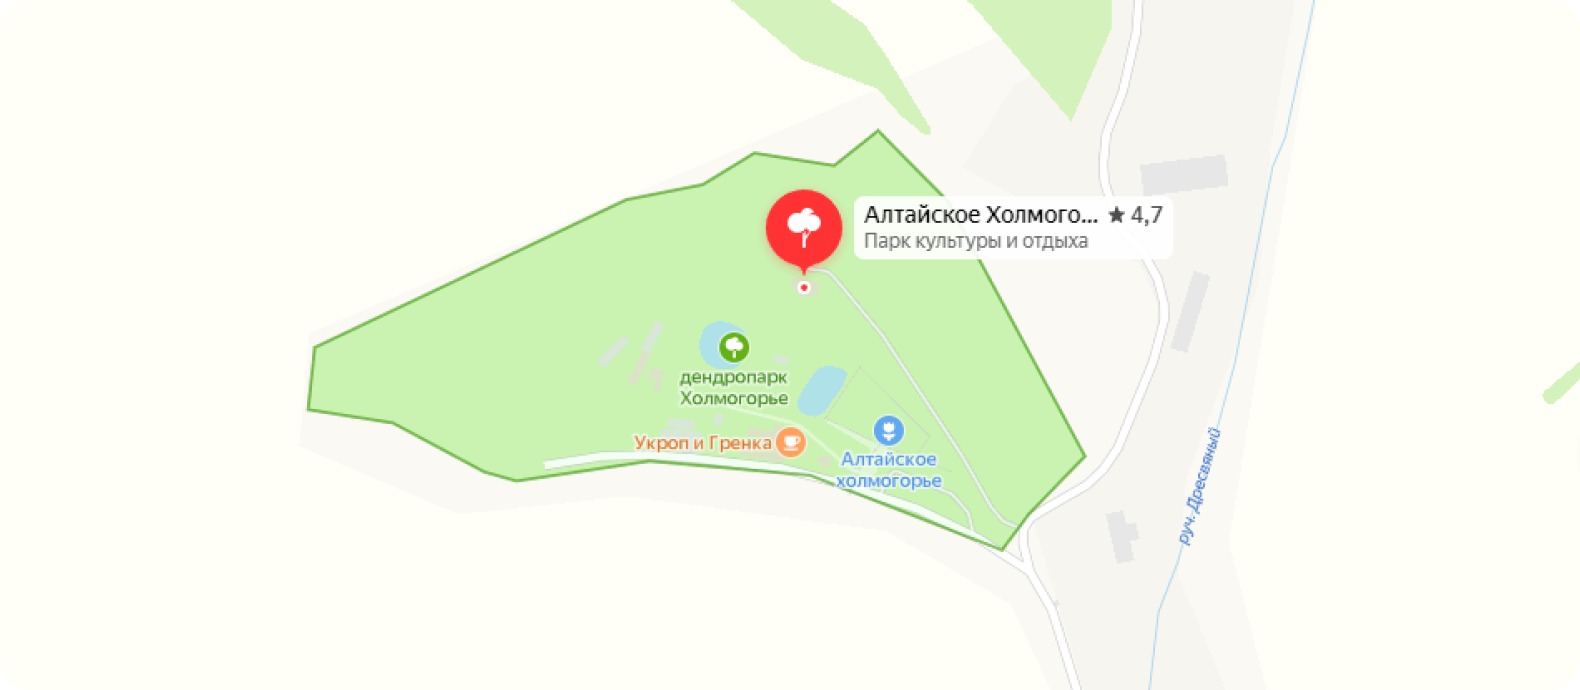 Алтайское Холмого... ★ 4,7
Парк культуры и отдыха
дендропарк
Холмогорье
Укроп и Гренка
Алтайское
холмогорье
руч. Дресвяный